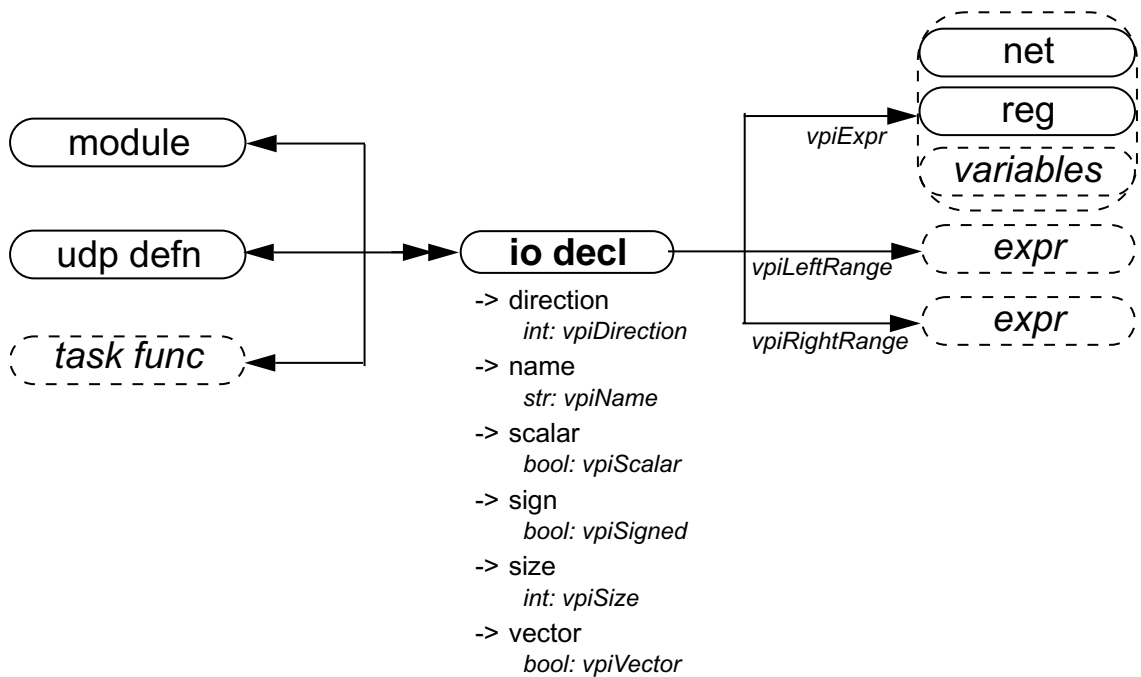 net
reg
variables
vpiExpr
module
udp defn
task func
io decl
-> direction
int: vpiDirection
-> name
str: vpiName
-> scalar
bool: vpiScalar
-> sign
bool: vpiSigned
-> size
int: vpiSize
-> vector
bool: vpiVector
vpiLeftRange
expr
vpiRightRange
expr